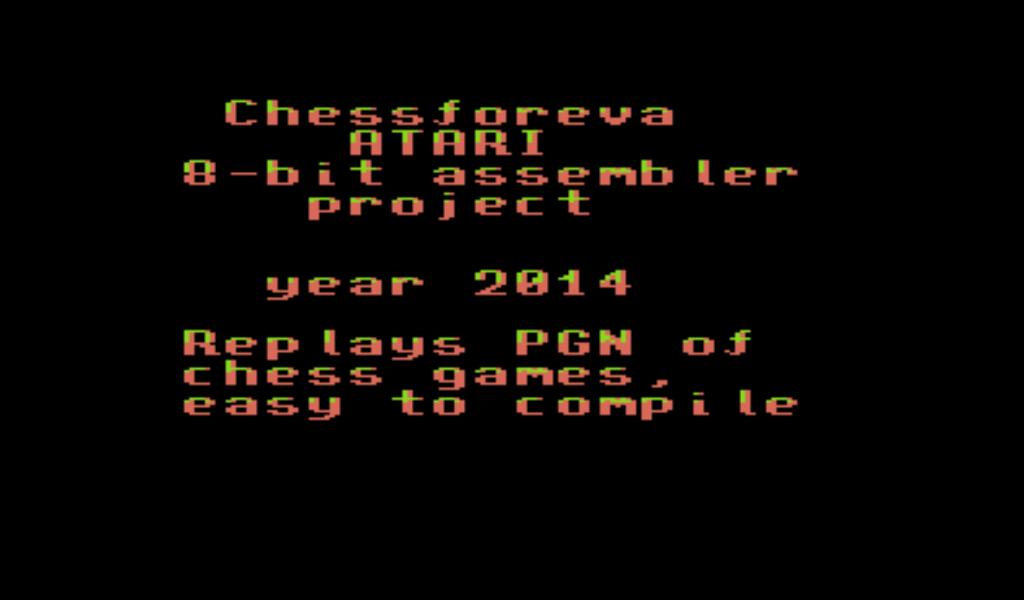 Chessforeva
ATARI
8-bit assembler
project
year 2014
Replays PGN of
chess games,
easy to compile